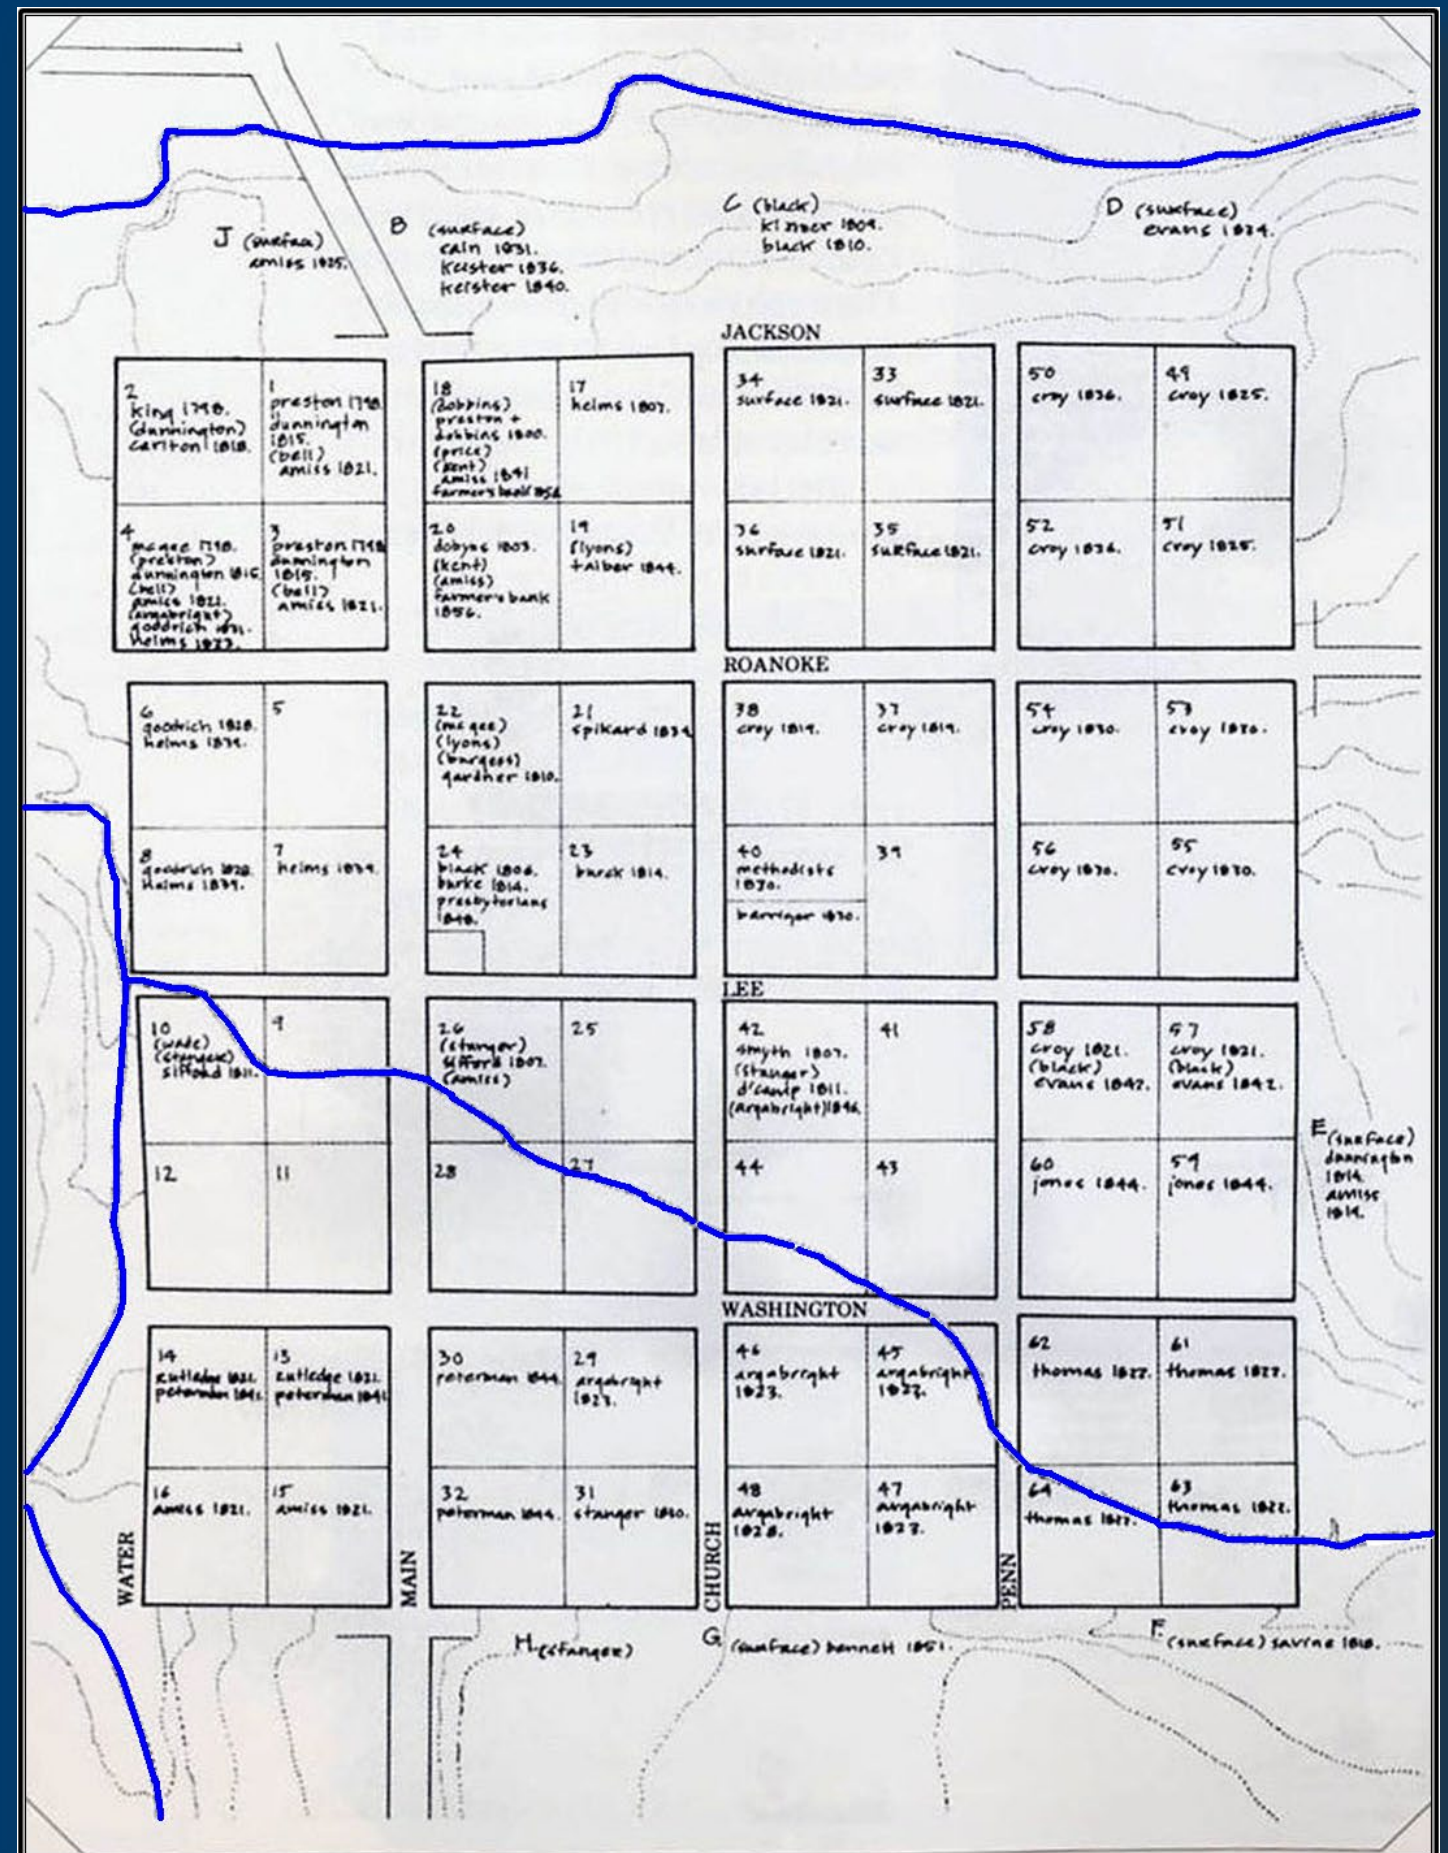 J (surface)
amiss 1825.
B (surface)
cain 1831.
keister 1836.
keister 1840.
C (black)
kinzer 1809.
black 1810.
D (surface)
evans 1834.
JACKSON
2
king 1798.
(dunnington)
carlton 1818.
1
preston 1798
dunnington
1815.
(bell)
amiss 1821.
18
(dobbins)
preston +
dobbins 1800.
(price)
(kent)
amiss 1841
farmer's bank
17
helms 1807.
34
surface 1821.
33
surface 1821.
50
croy 1836.
49
croy 1825.
4
mcgee 1798.
(preston)
dunnington 1815
(bell)
amiss 1821.
(argabright)
goodrich 1831.
helms
3
preston 1798
dunnington
1815.
(bell)
amiss 1821.
20
dobyns 1803.
(kent)
(amiss)
farmer's bank
1856.
19
(lyons)
talber 1844.
36
surface 1821.
35
surface 1821.
52
croy 1836.
51
croy 1825.
ROANOKE
6
goodrich 1828.
helms 1839.
5
22
(mcgee)
(lyons)
(burgess)
gardner 1810.
21
spikard 1839
38
croy 1819.
37
croy 1819.
54
croy 1830.
53
croy 1830.
8
goodrich 1828.
helms 1839.
7
helms 1839.
24
black 1806.
burke 1814.
presbyterians
1848.
23
burck 1814.
40
methodists
1830.
barriger 1830.
39
56
croy 1830.
55
croy 1830.
LEE
10
(wade)
(stanger)
sifford 1811.
9
26
(stanger)
sifford 1807.
(amiss)
25
42
smyth 1807.
(stanger)
d'camp 1811.
(argabright) 1846.
41
58
croy 1821.
(black)
evans 1842.
57
croy 1821.
(black)
evans 1842.
E (surface)
dunnington
1814.
amiss
1819.
12
11
28
27
44
43
60
jones 1844.
59
jones 1844.
WASHINGTON
14
rutledge 1821.
peterman 1841.
13
rutledge 1821.
peterman 1841
30
peterman 1844.
29
argabright
1823.
46
argabright
1823.
45
argabright
1823.
62
thomas 1822.
61
thomas 1822.
16
amiss 1821.
15
amiss 1821.
32
peterman 1844.
31
stanger 1810.
48
argabright
1823.
47
argabright
1823.
64
thomas 1822.
63
thomas 1822.
WATER
MAIN
CHURCH
PENN
H (stanger)
G (surface) bennett 1851.
F (surface) savine 1818.